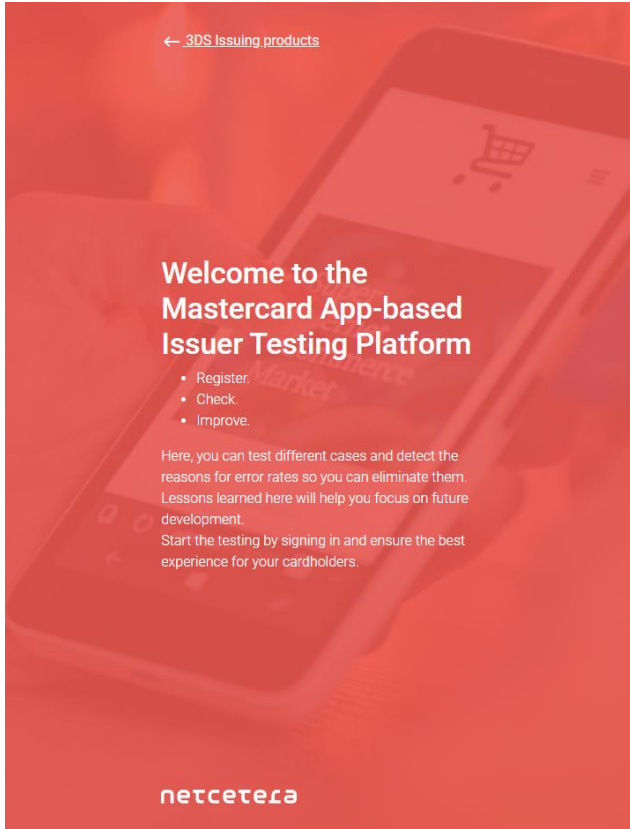 ← 3DS Issuing products
Welcome to the
Mastercard App-based
Issuer Testing Platform
• Register.
• Check.
• Improve.
Here, you can test different cases and detect the
reasons for error rates so you can eliminate them.
Lessons learned here will help you focus on future
development.
Start the testing by signing in and ensure the best
experience for your cardholders.
netcetera